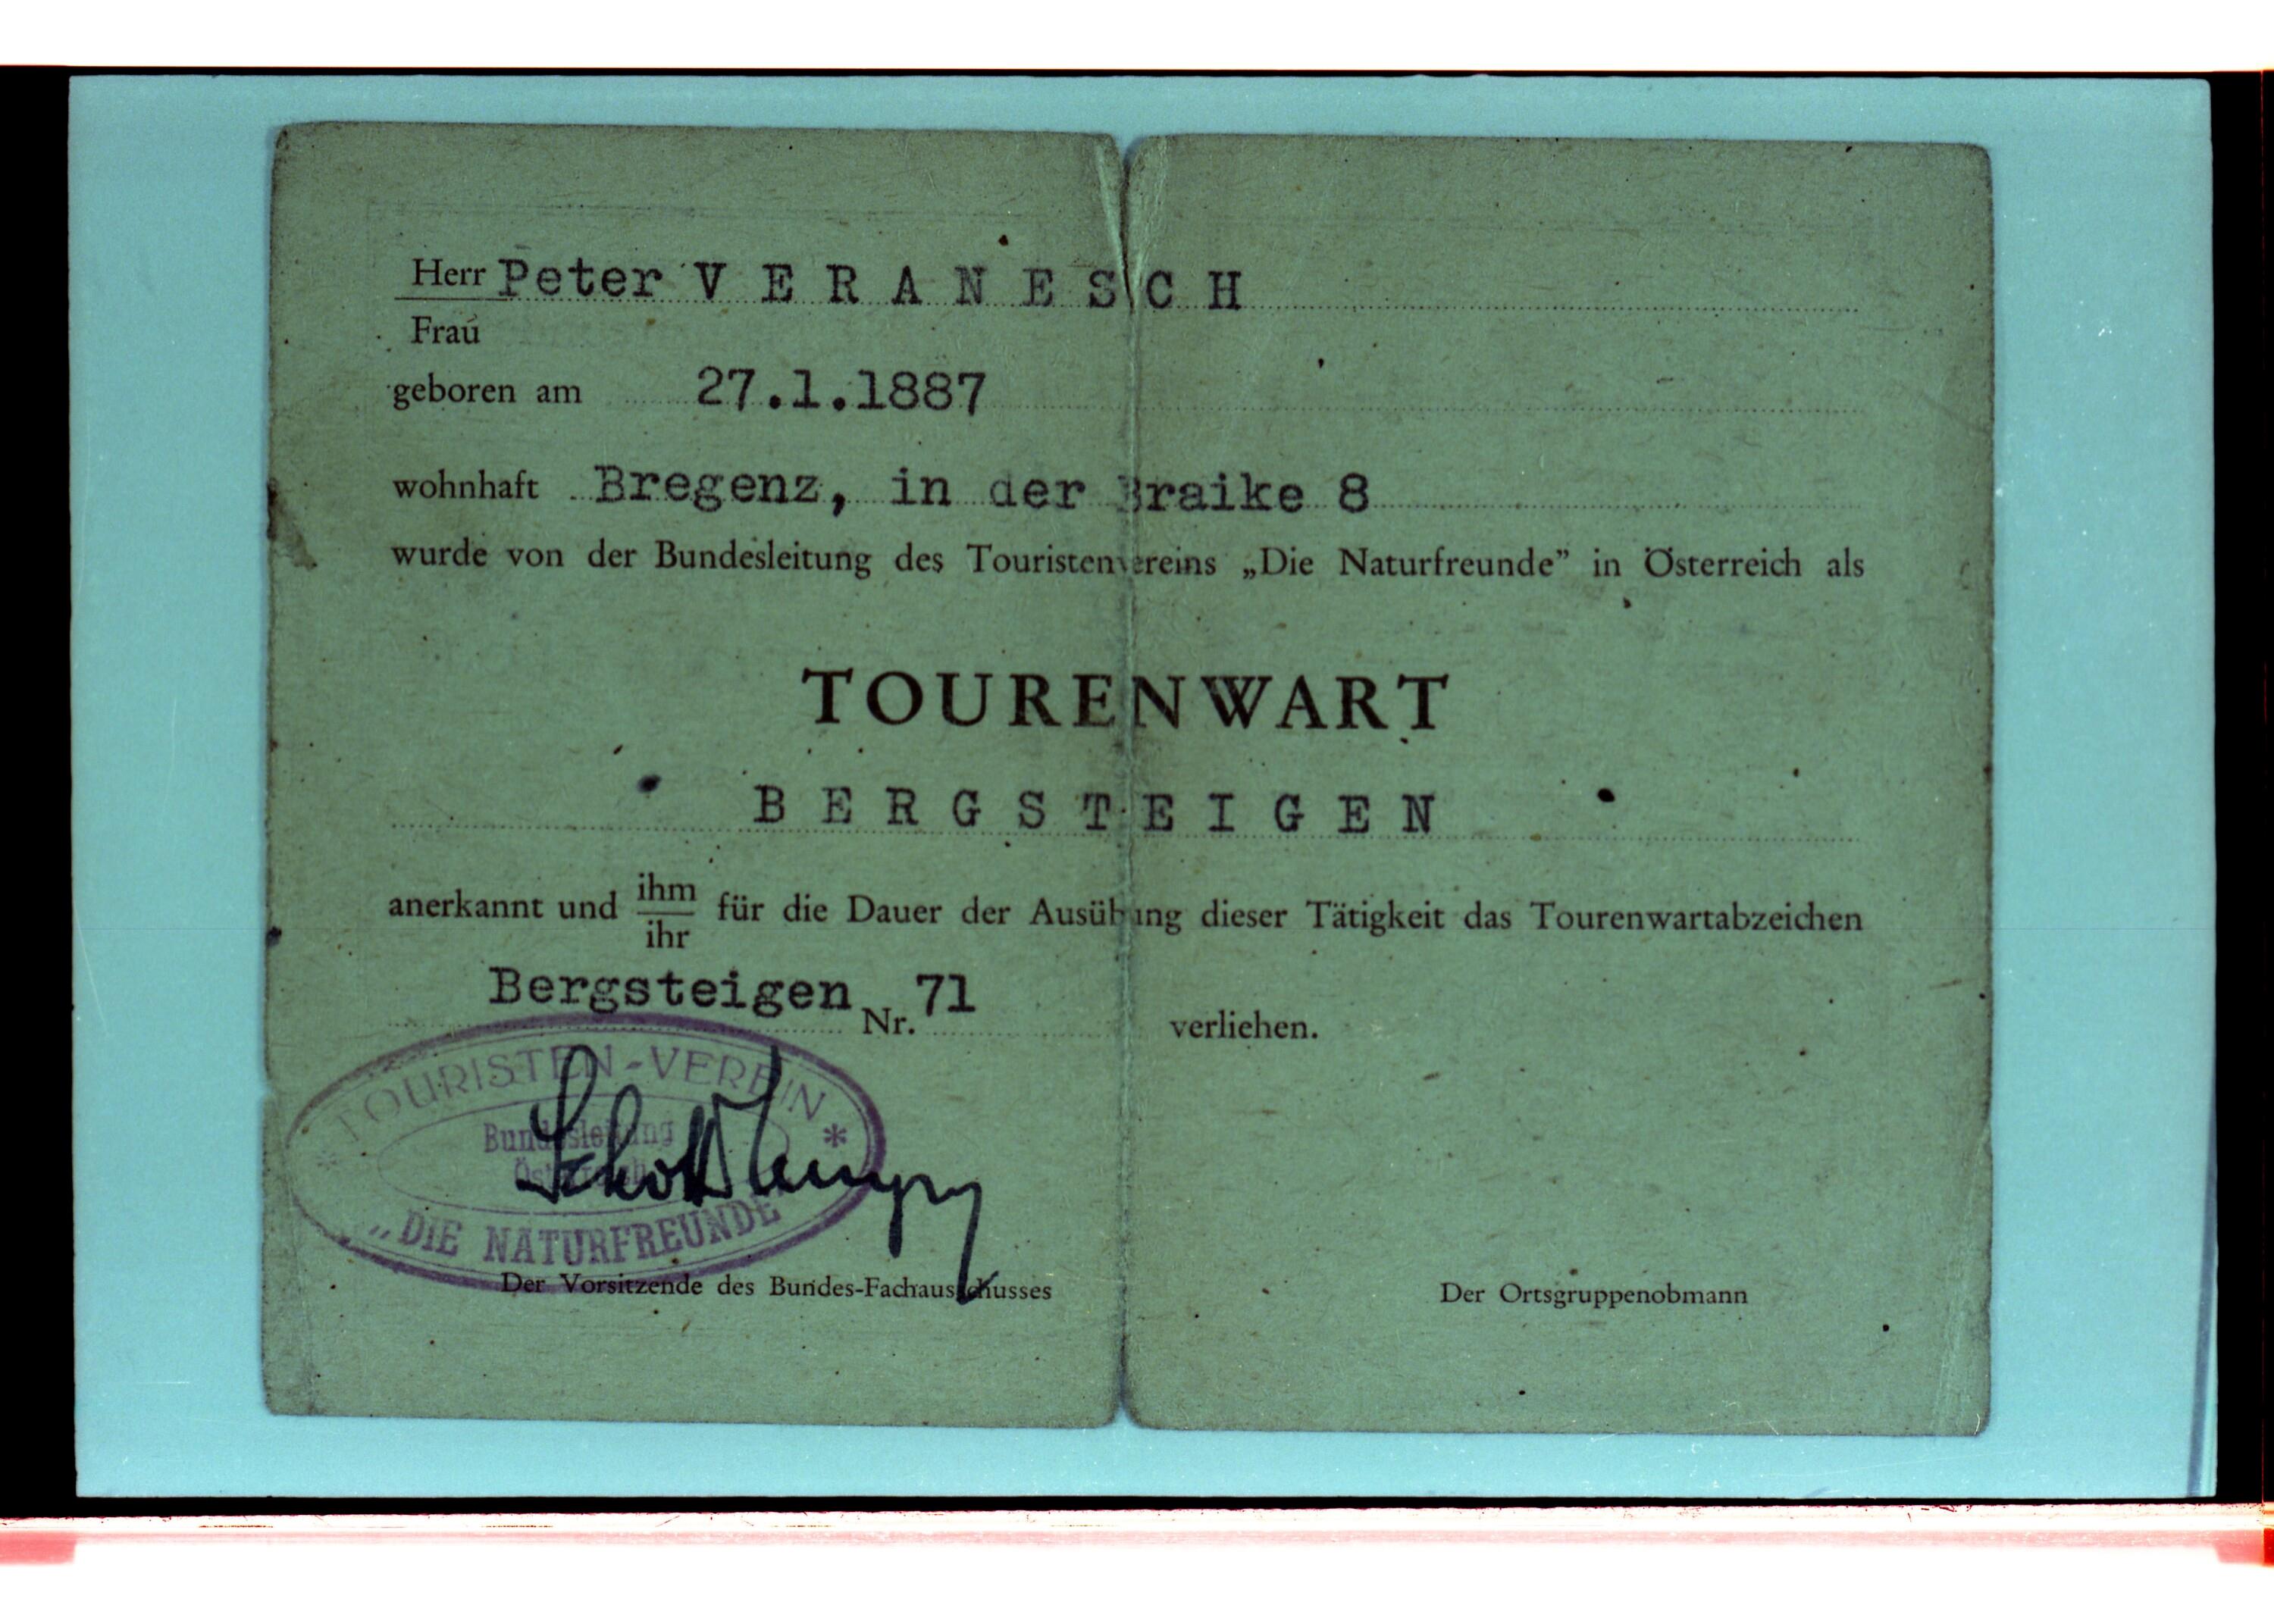 Herr Peter V E R A N E S C H
Frau
geboren am 27.1.1887
wohnhaft Bregenz, in der Braike 8
wurde von der Bundesleitung des Touristenvereins „Die Naturfreunde” in Österreich als
TOURENWART
B E R G S T E I G E N
anerkannt und ihm für die Dauer der Ausübung dieser Tätigkeit das Tourenwartabzeichen
ihr
Bergsteigen Nr. 71 verliehen.
* TOURISTEN-VEREIN *
Bundesleitung
Österreich
„DIE NATURFREUNDE"
Der Vorsitzende des Bundes-Fachausschusses
Der Ortsgruppenobmann